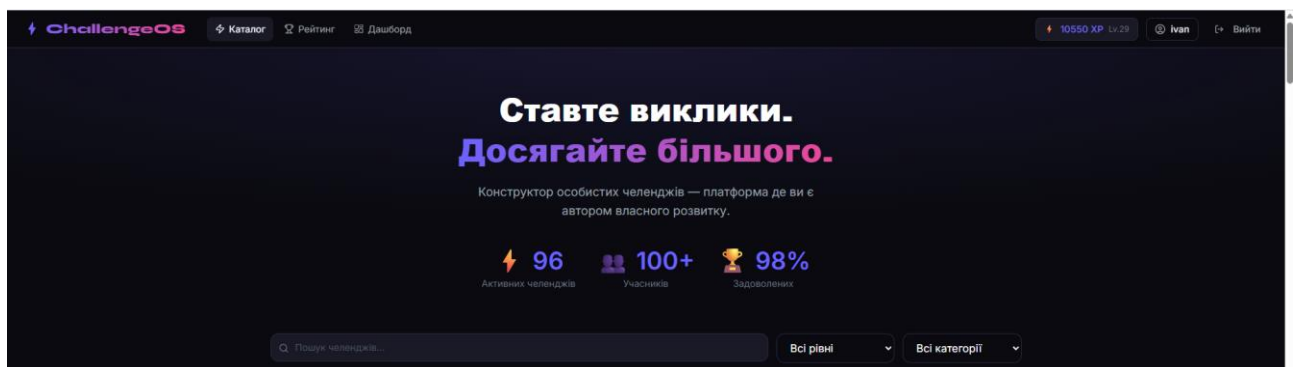 ChallengeOS Каталог Рейтинг Дашборд 10550 XP Lv.29 ivan Вийти
Ставте виклики.
Досягайте більшого.
Конструктор особистих челенджів — платформа де ви є
автором власного розвитку.
96 100+ 98%
Активних челенджів Учасників Задоволених
Пошук челенджів... Всі рівні Всі категорії